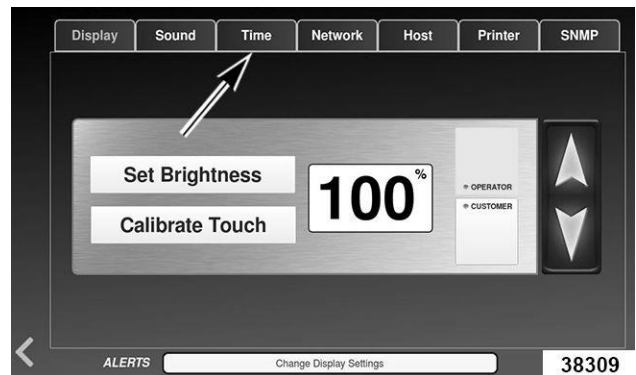 Display Sound Time Network Host Printer SNMP
Set Brightness
Calibrate Touch
100%
OPERATOR
CUSTOMER
ALERTS Change Display Settings
38309